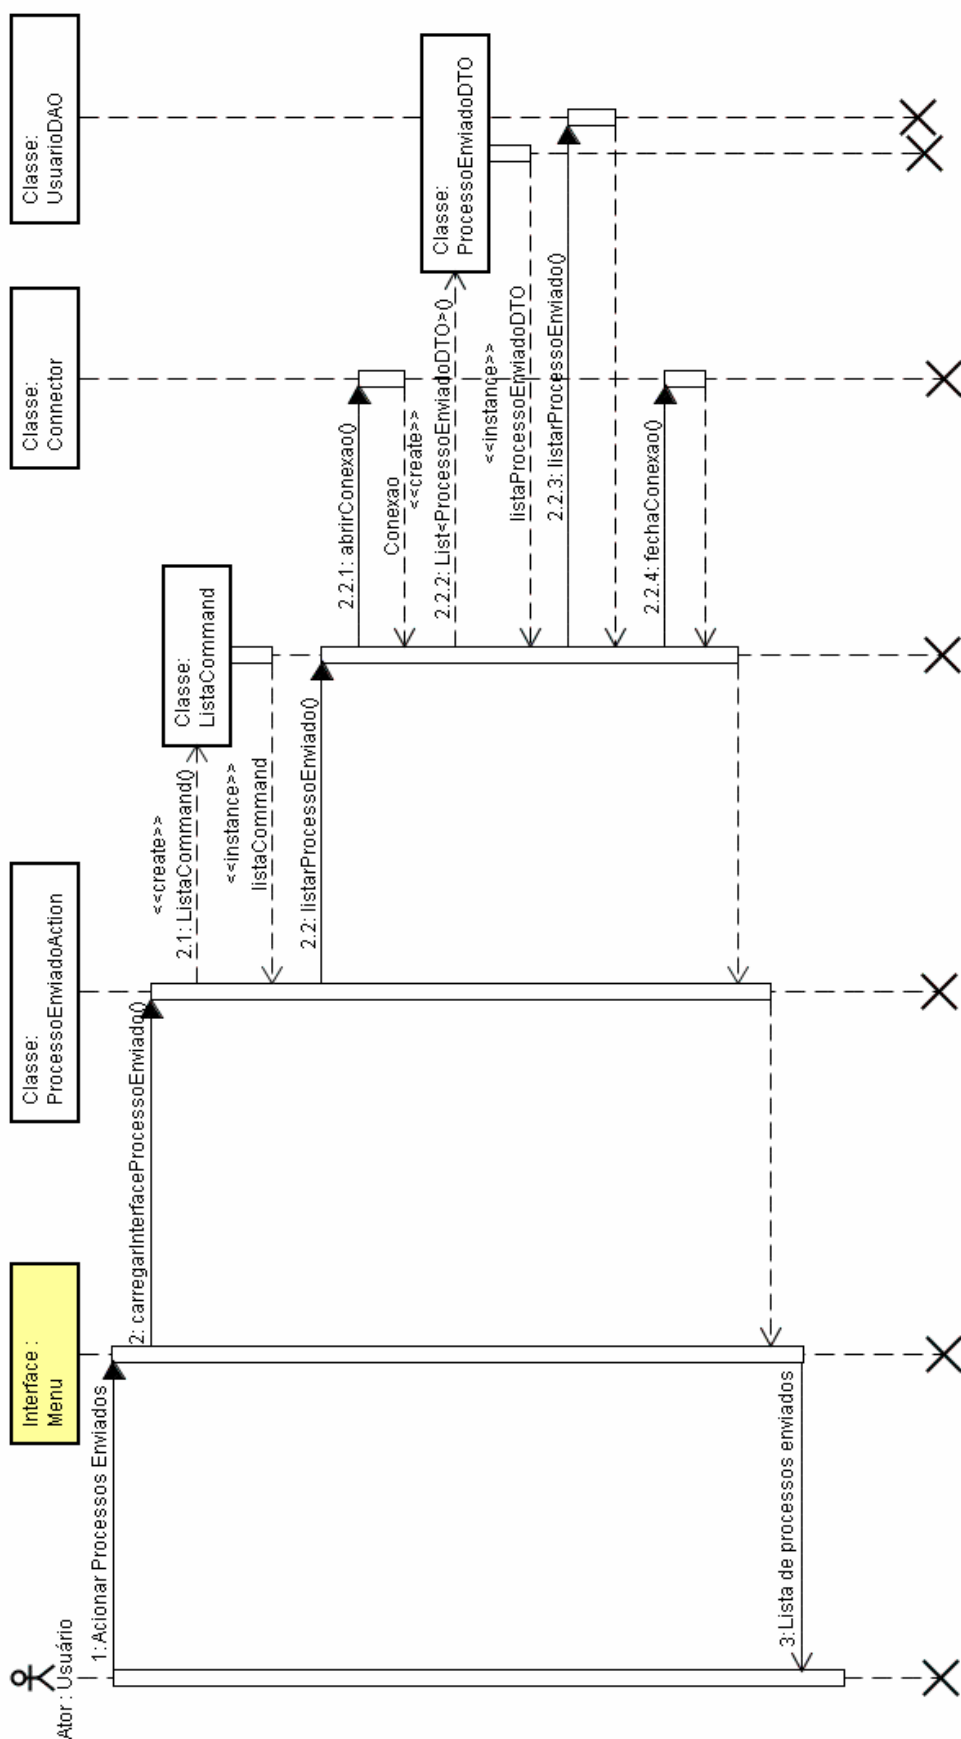 Ator : Usuário
Interface :
Menu
Classe:
ProcessoEnviadoAction
Classe:
Connector
Classe:
UsuarioDAO
1: Acionar Processos Enviados
2: carregarInterfaceProcessoEnviado()
<<create>>
2.1: ListaCommand()
Classe:
ListaCommand
<<instance>>
listaCommand
2.2: listarProcessoEnviado()
2.2.1: abrirConexao()
Conexao
<<create>>
2.2.2: List<ProcessoEnviadoDTO>()
Classe:
ProcessoEnviadoDTO
<<instance>>
listaProcessoEnviadoDTO
2.2.3: listarProcessoEnviado()
2.2.4: fechaConexao()
3: Lista de processos enviados